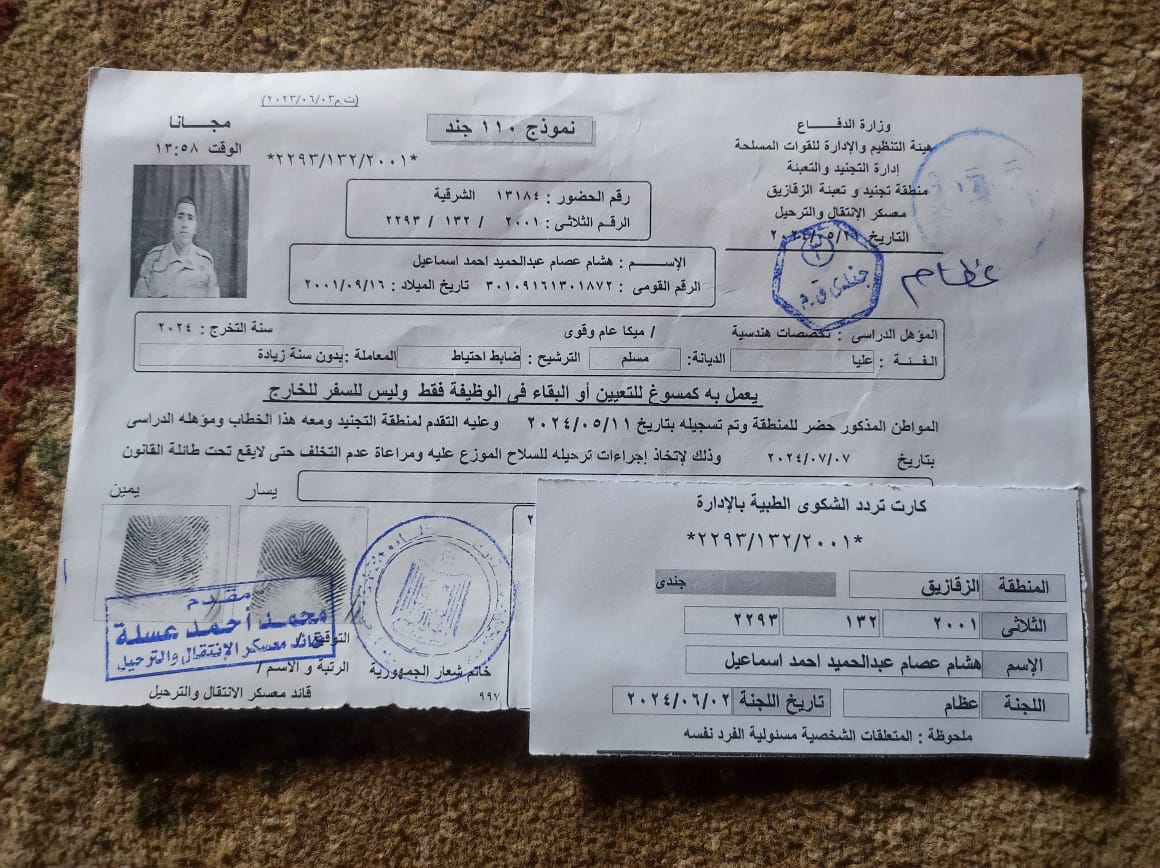 (ت.م٢٠٢٣/٠٦/٠٣)
وزارة الدفـــاع
هيئة التنظيم والإدارة للقوات المسلحة
إدارة التجنيد والتعبئة
منطقة تجنيد و تعبئة الزقازيق
معسكر الإنتقال والترحيل
التاريخ ٢٠٢٤/٠٥/١١
نموذج ١١٠ جند
مجـــانا
الوقت ١٣:٥٨
*٢٢٩٣/١٣٢/٢٠٠١*
رقم الحضور : ١٣١٨٤ الشرقية
الرقم الثلاثى : ٢٠٠١ / ١٣٢ / ٢٢٩٣
الإســـم : هشام عصام عبدالحميد احمد اسماعيل
الرقم القومى : ٣٠١٠٩١٦١٣٠١٨٧٢ تاريخ الميلاد : ٢٠٠١/٠٩/١٦
عظام
جندى ق.م
المؤهل الدراسى : تخصصات هندسية / ميكا عام وقوى سنة التخرج : ٢٠٢٤
الفـئـة : عليا الديانة: مسلم الترشيح : ضابط احتياط المعاملة :بدون سنة زيادة
يعمل به كمسوغ للتعيين أو البقاء فى الوظيفة فقط وليس للسفر للخارج
المواطن المذكور حضر للمنطقة وتم تسجيله بتاريخ ٢٠٢٤/٠٥/١١ وعليه التقدم لمنطقة التجنيد ومعه هذا الخطاب ومؤهله الدراسى
بتاريخ ٢٠٢٤/٠٧/٠٧ وذلك لإتخاذ إجراءات ترحيله للسلاح الموزع عليه ومراعاة عدم التخلف حتى لايقع تحت طائلة القانون
يسار يمين
مقدم
محمد أحمد عسلة
قائد معسكر الإنتقال والترحيل
التوقيع /
الرتبة و الاسم /
قائد معسكر الانتقال والترحيل
خاتم شعار الجمهورية
٩٩٧
كارت تردد الشكوى الطبية بالإدارة
*٢٢٩٣/١٣٢/٢٠٠١*
المنطقة الزقازيق جندى
الثلاثى ٢٠٠١ ١٣٢ ٢٢٩٣
الإسم هشام عصام عبدالحميد احمد اسماعيل
اللجنة عظام تاريخ اللجنة ٢٠٢٤/٠٦/٠٢
ملحوظة : المتعلقات الشخصية مسئولية الفرد نفسه